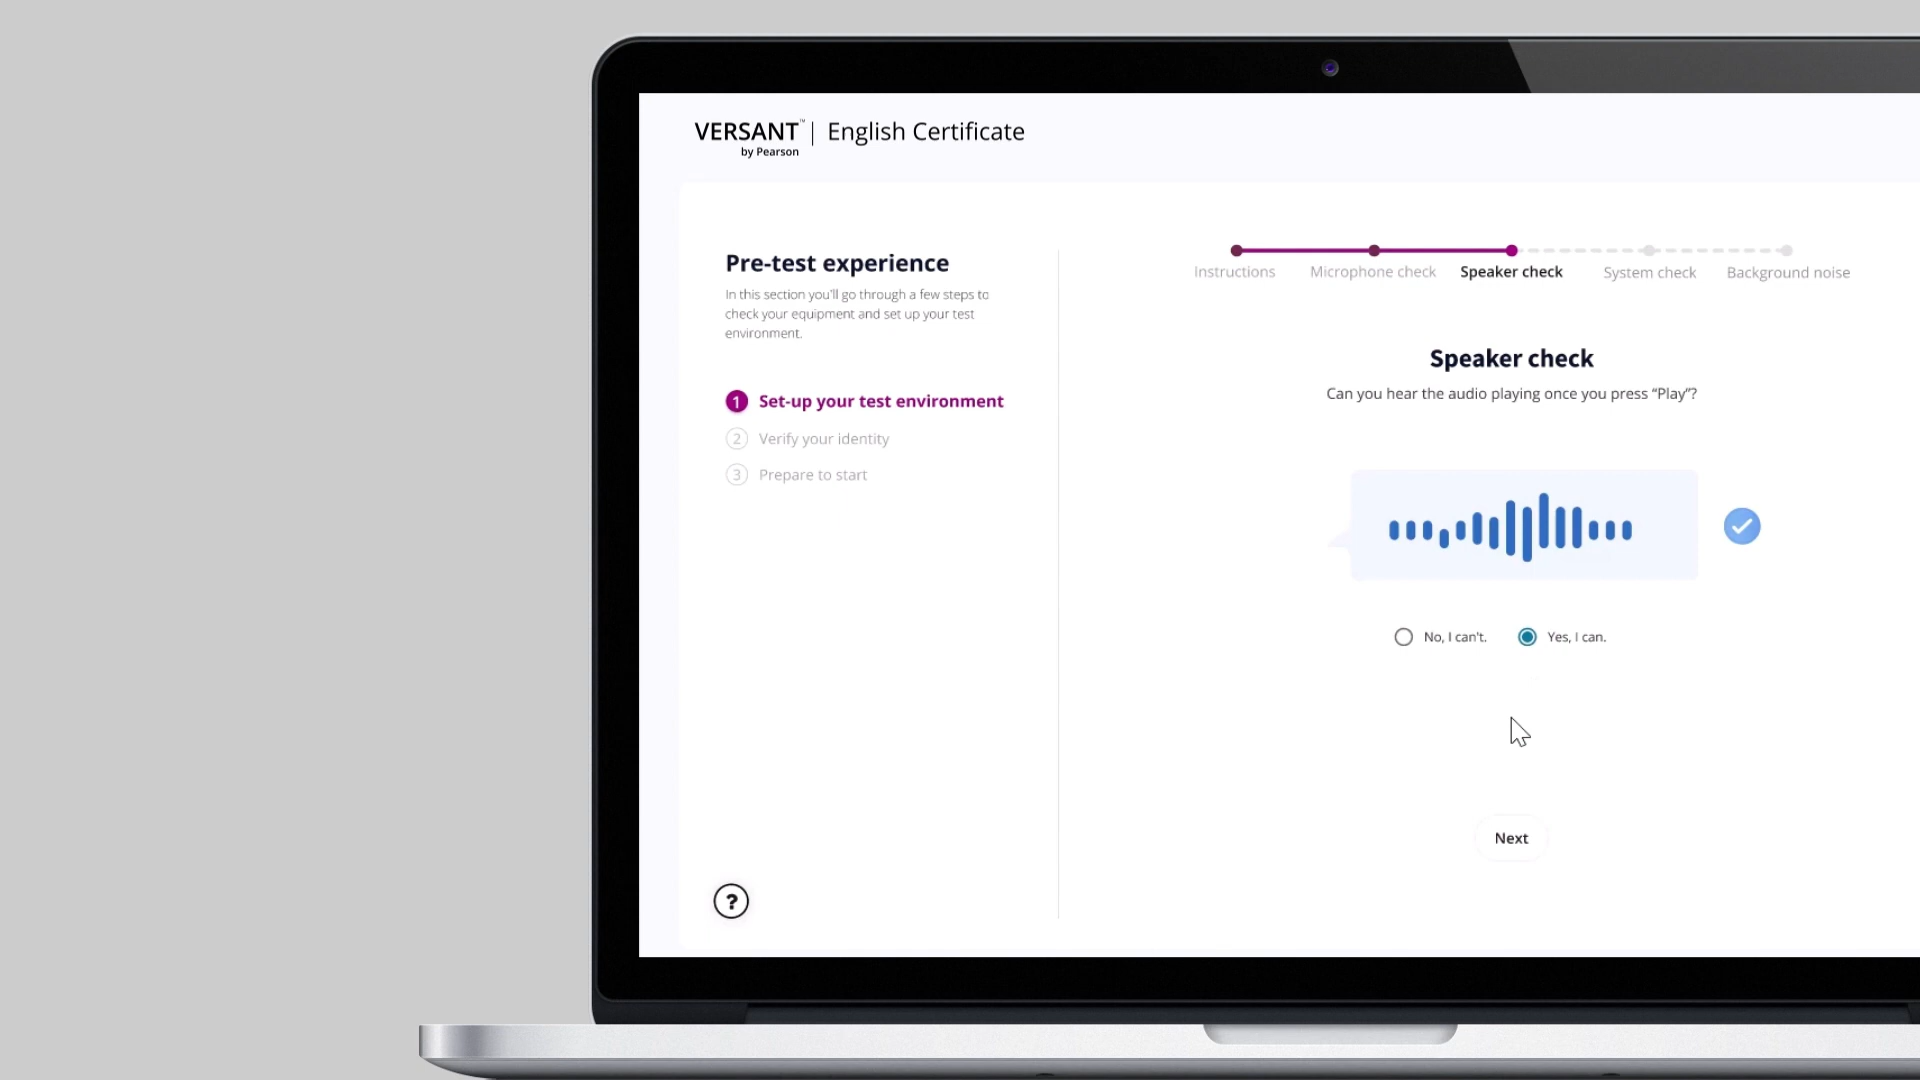 VERSANT™ | English Certificate
by Pearson
Pre-test experience
In this section you'll go through a few steps to
check your equipment and set up your test
environment.
1 Set-up your test environment
2 Verify your identity
3 Prepare to start
?
Instructions Microphone check Speaker check System check Background noise
Speaker check
Can you hear the audio playing once you press “Play”?
No, I can't. Yes, I can.
Next